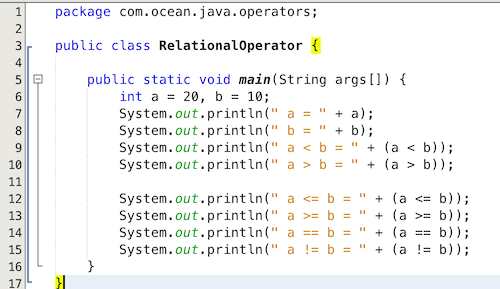 1 package com.ocean.java.operators;
2
3 public class RelationalOperator {
4
5 public static void main(String args[]) {
6 int a = 20, b = 10;
7 System.out.println(" a = " + a);
8 System.out.println(" b = " + b);
9 System.out.println(" a < b = " + (a < b));
10 System.out.println(" a > b = " + (a > b));
11
12 System.out.println(" a <= b = " + (a <= b));
13 System.out.println(" a >= b = " + (a >= b));
14 System.out.println(" a == b = " + (a == b));
15 System.out.println(" a != b = " + (a != b));
16 }
17 }